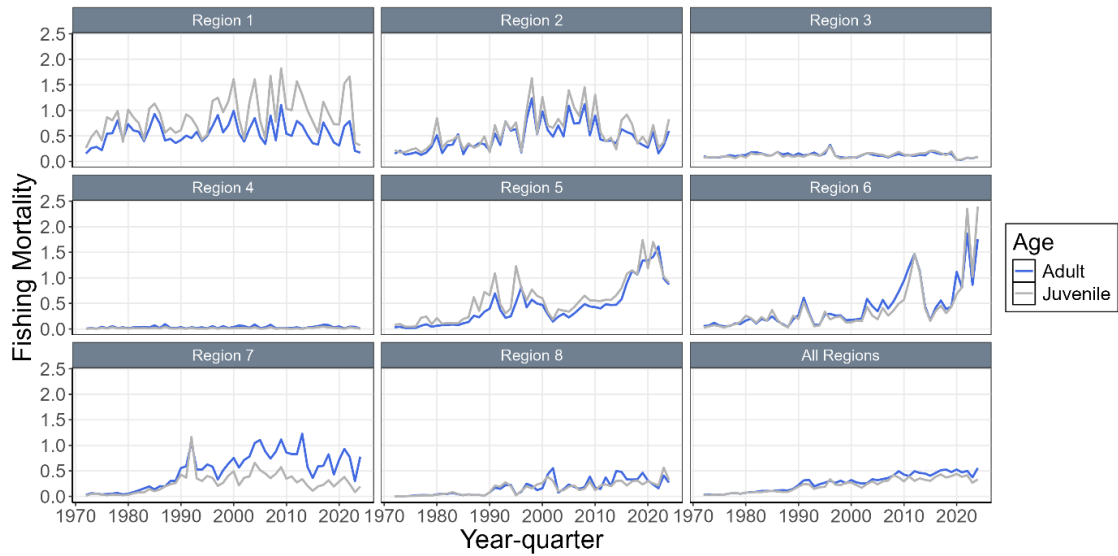 Region 1
Region 2
Region 3
2.5
2.0
1.5
1.0
0.5
0.0
Region 4
Region 5
Region 6
2.5
2.0
1.5
1.0
0.5
0.0
Region 7
Region 8
All Regions
2.5
2.0
1.5
1.0
0.5
0.0
1970 1980 1990 2000 2010 2020 1970 1980 1990 2000 2010 2020 1970 1980 1990 2000 2010 2020
Fishing Mortality
Year-quarter
Age
Adult
Juvenile